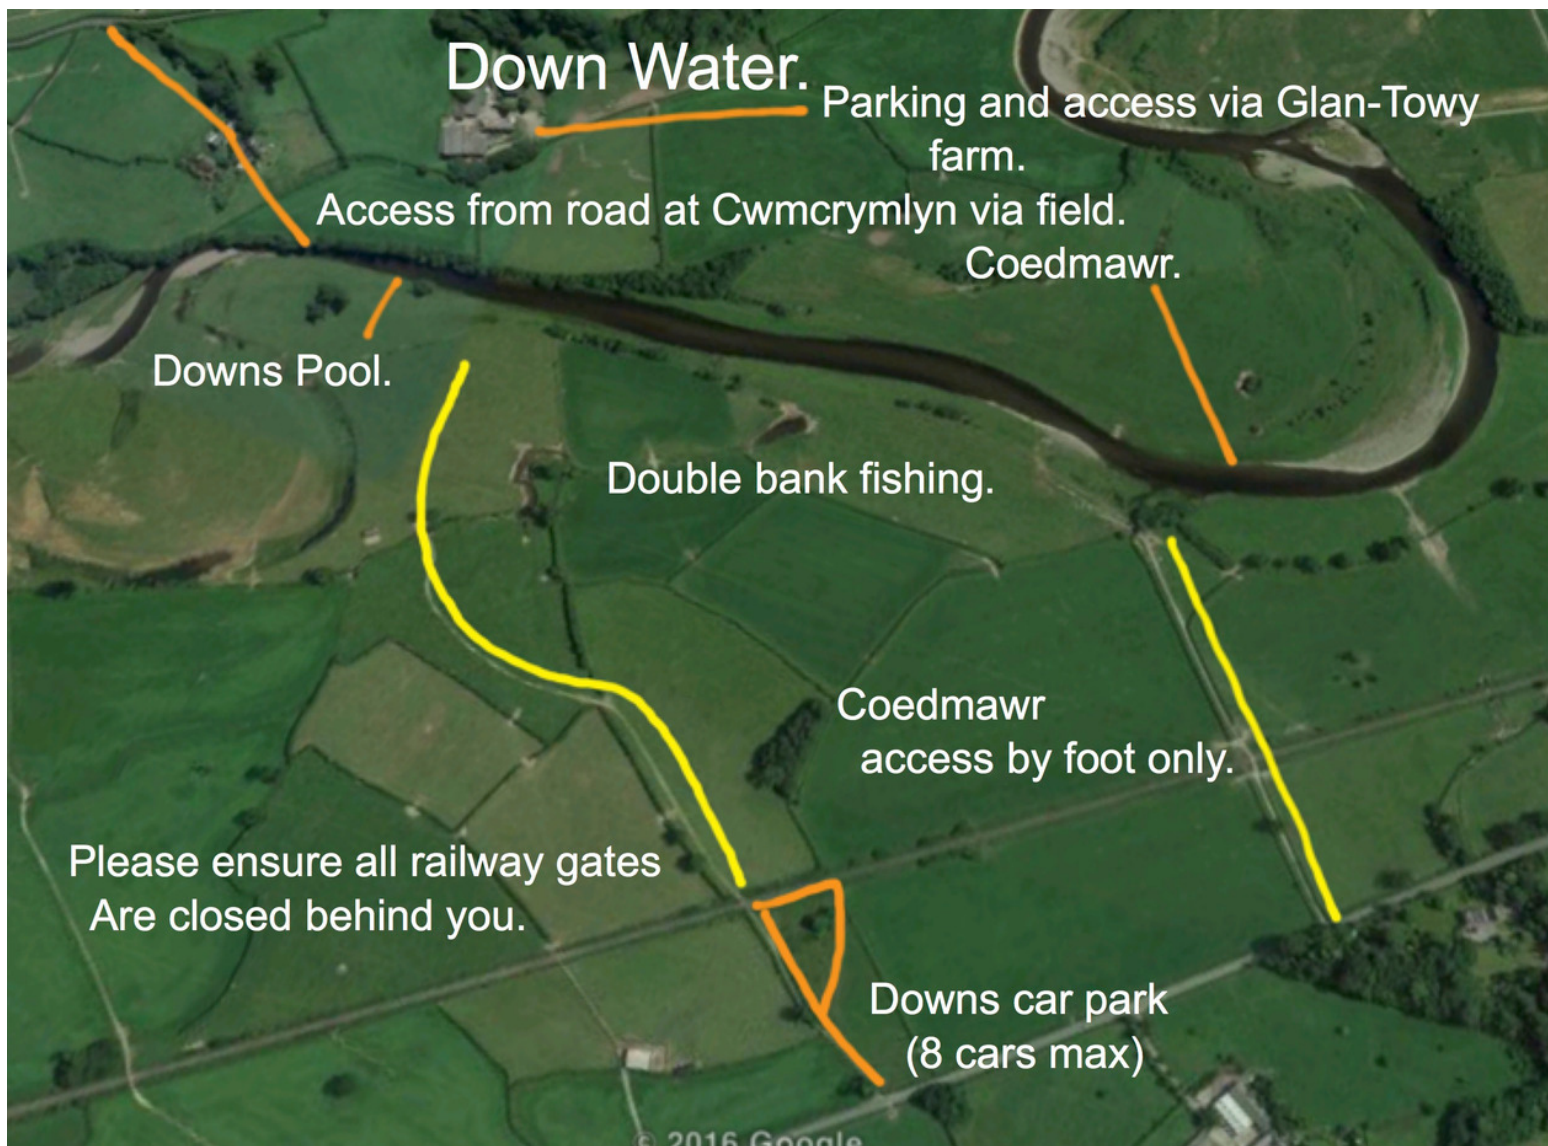 Down Water.
Parking and access via Glan-Towy
farm.
Access from road at Cwmcrymlyn via field.
Coedmawr.
Downs Pool.
Double bank fishing.
Coedmawr
access by foot only.
Please ensure all railway gates
Are closed behind you.
Downs car park
(8 cars max)
© 2016 Google